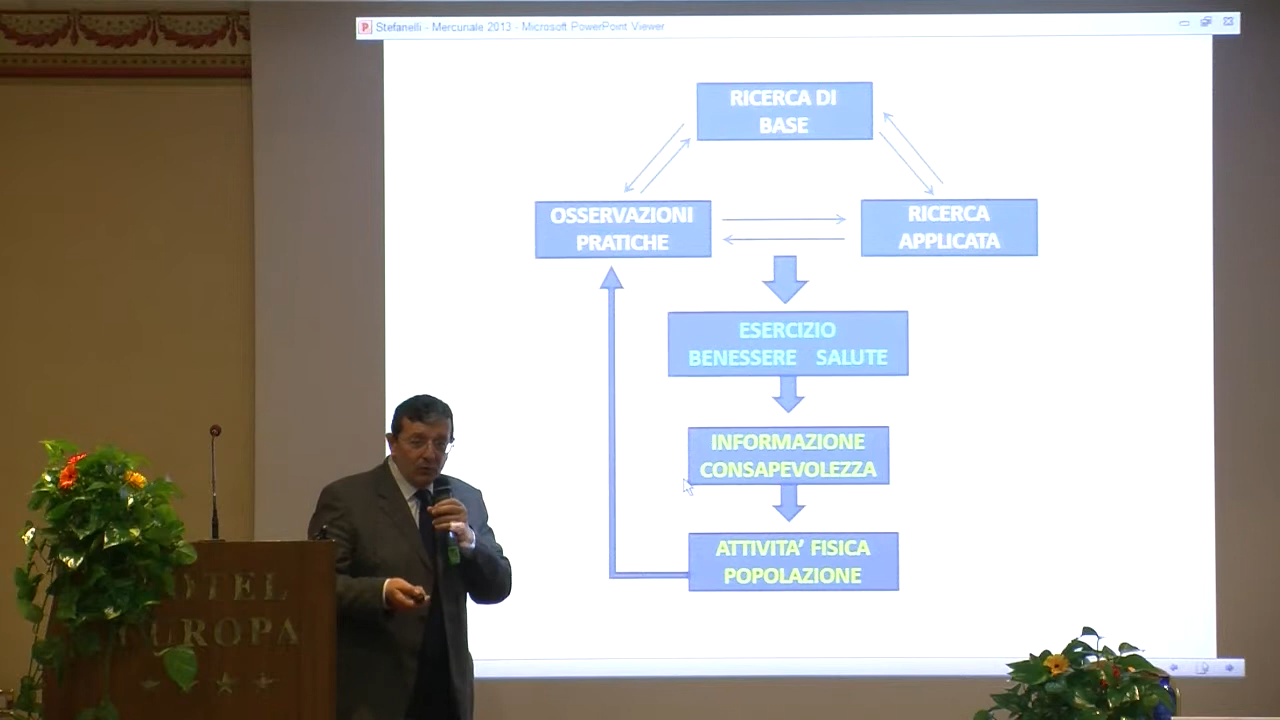 Stefanelli - Mercuriale 2013 - Microsoft PowerPoint Viewer
RICERCA DI
BASE
OSSERVAZIONI
PRATICHE
RICERCA
APPLICATA
ESERCIZIO
BENESSERE SALUTE
INFORMAZIONE
CONSAPEVOLEZZA
ATTIVITA' FISICA
POPOLAZIONE
HOTEL
EUROPA